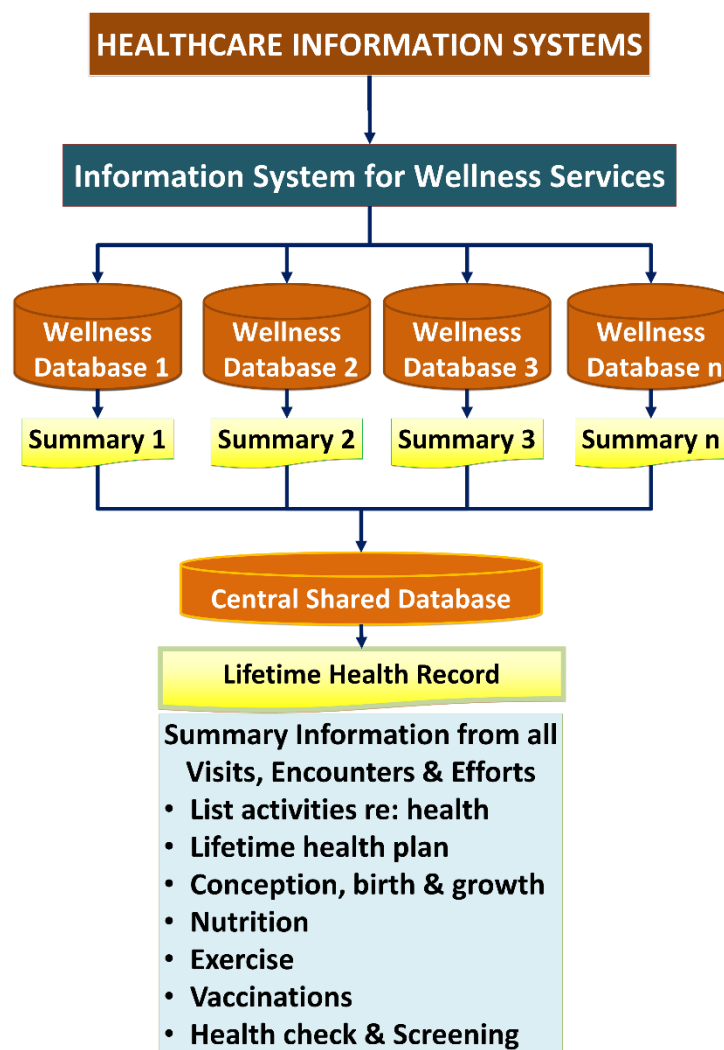 HEALTHCARE INFORMATION SYSTEMS
Information System for Wellness Services
Wellness
Database 1
Wellness
Database 2
Wellness
Database 3
Wellness
Database n
Summary 1
Summary 2
Summary 3
Summary n
Central Shared Database
Lifetime Health Record
Summary Information from all
Visits, Encounters & Efforts
• List activities re: health
• Lifetime health plan
• Conception, birth & growth
• Nutrition
• Exercise
• Vaccinations
• Health check & Screening